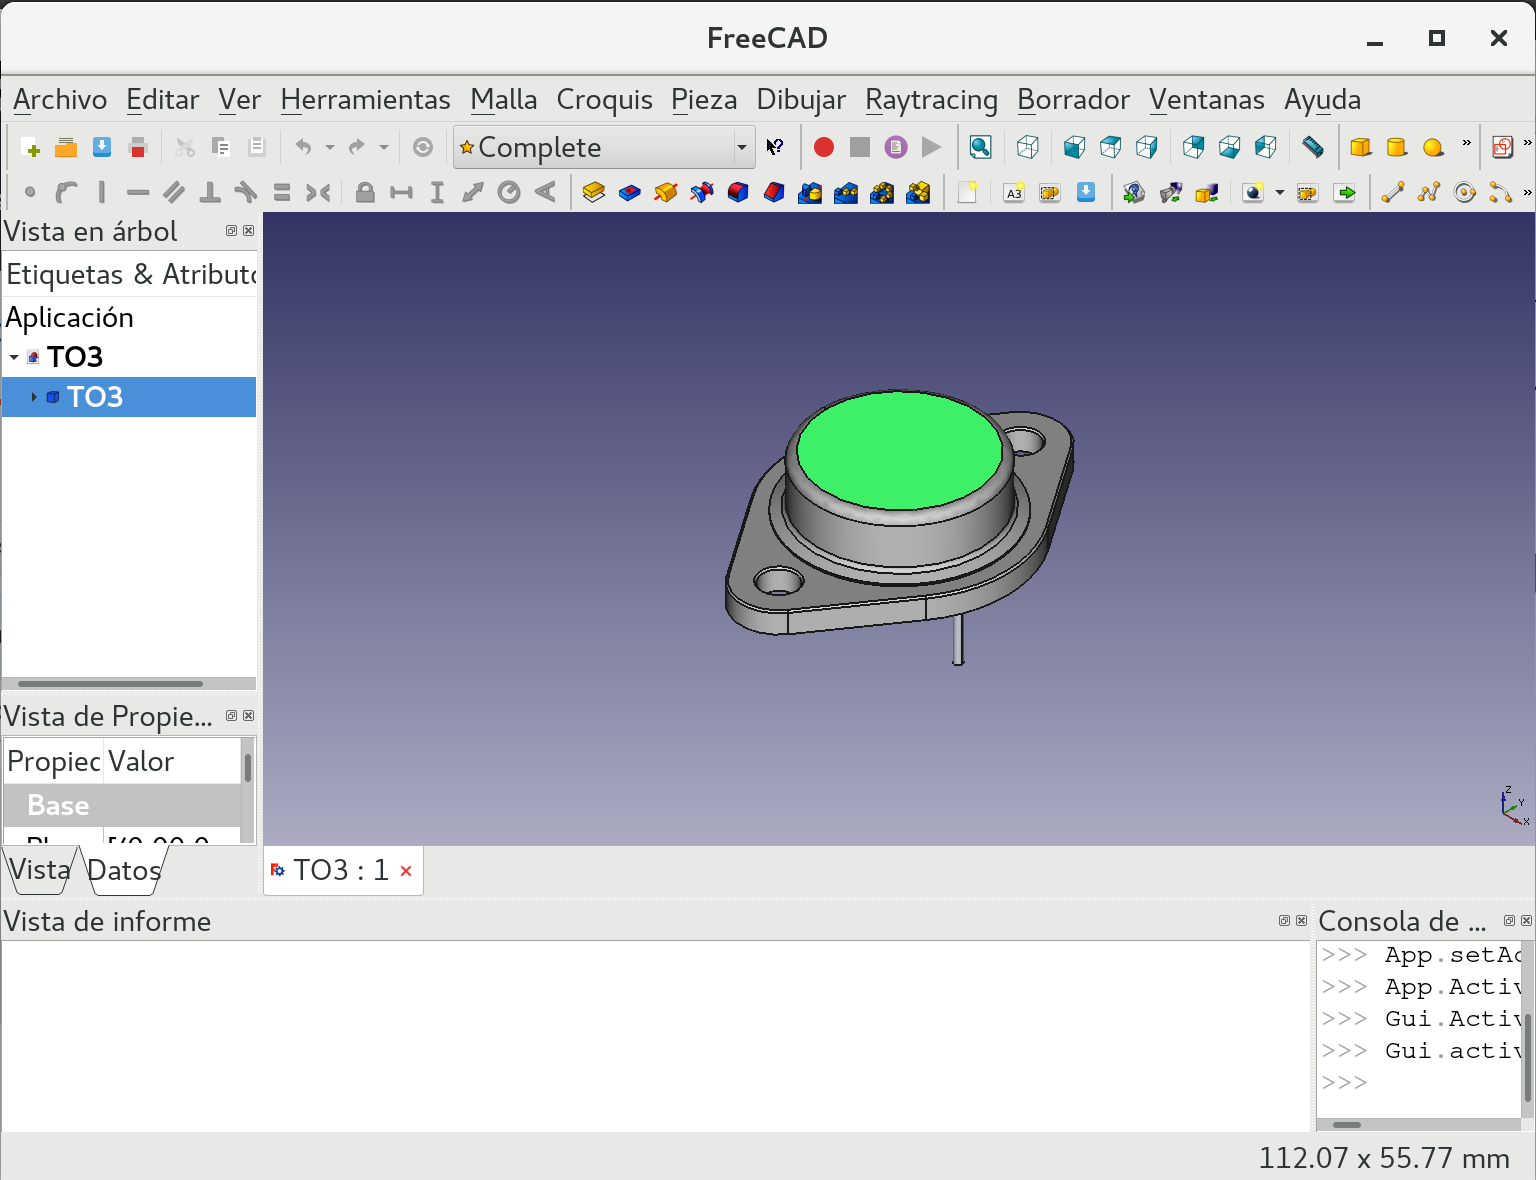 FreeCAD
Archivo Editar Ver Herramientas Malla Croquis Pieza Dibujar Raytracing Borrador Ventanas Ayuda
Complete
A3
Vista en árbol
Etiquetas & Atributo
Aplicación
TO3
TO3
Vista de Propie...
Propiec Valor
Base
Vista Datos
TO3 : 1
Z
Y
X
Vista de informe
Consola de ...
>>> App.setAc
>>> App.Activ
>>> Gui.Activ
>>> Gui.activ
>>>
112.07 x 55.77 mm